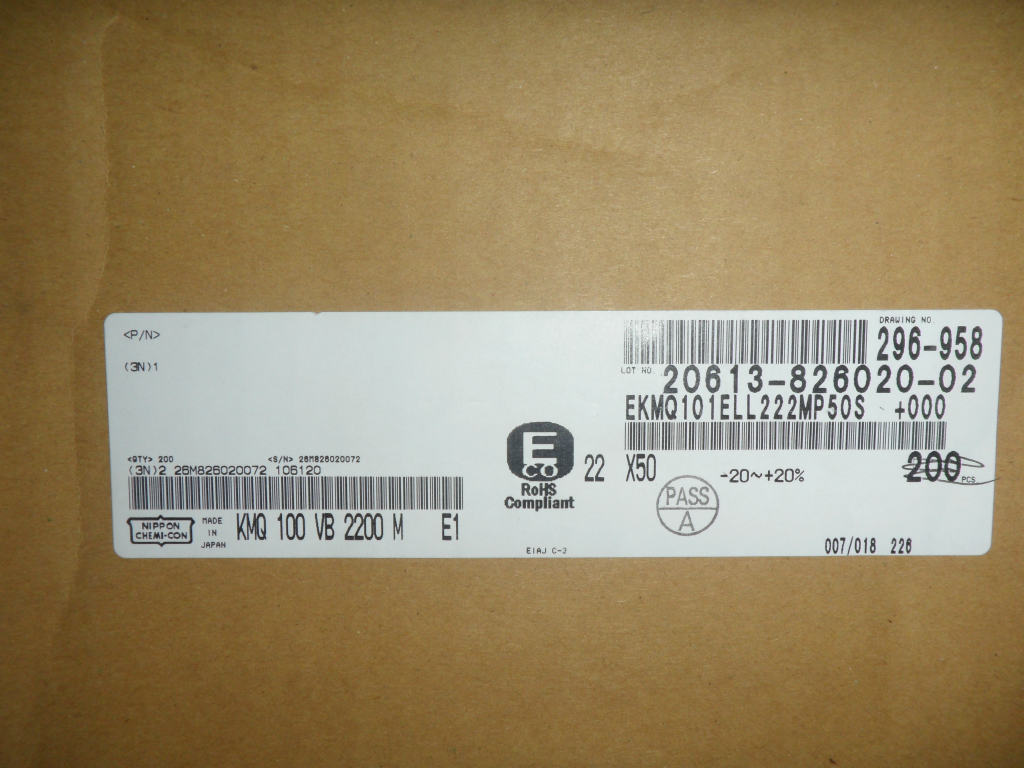 <P/N>
(3N)1
DRAWING NO.
296-958
LOT NO.
20613-826020-02
EKMQ101ELL222MP50S +000
<QTY> 200 <S/N> 26M826020072
(3N)2 26M826020072 106120
E
CO
RoHS
Compliant
22 X50
-20~+20%
200 PCS
PASS
A
NIPPON
CHEMI-CON
MADE
IN
JAPAN
KMQ 100 VB 2200 M E1
EIAJ C-3
007/018 226